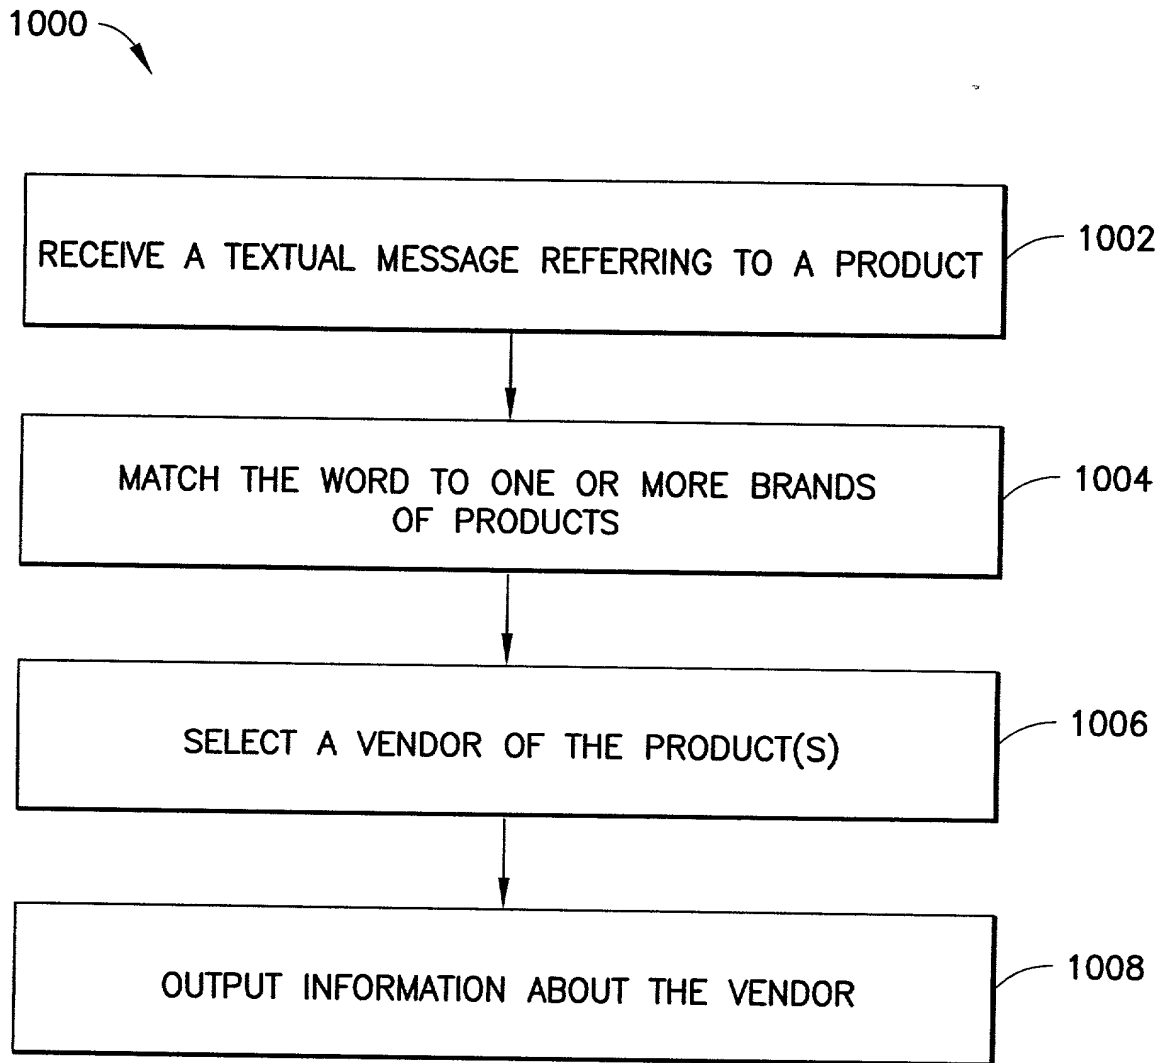 1000
RECEIVE A TEXTUAL MESSAGE REFERRING TO A PRODUCT
1002
MATCH THE WORD TO ONE OR MORE BRANDS
OF PRODUCTS
1004
SELECT A VENDOR OF THE PRODUCT(S)
1006
OUTPUT INFORMATION ABOUT THE VENDOR
1008